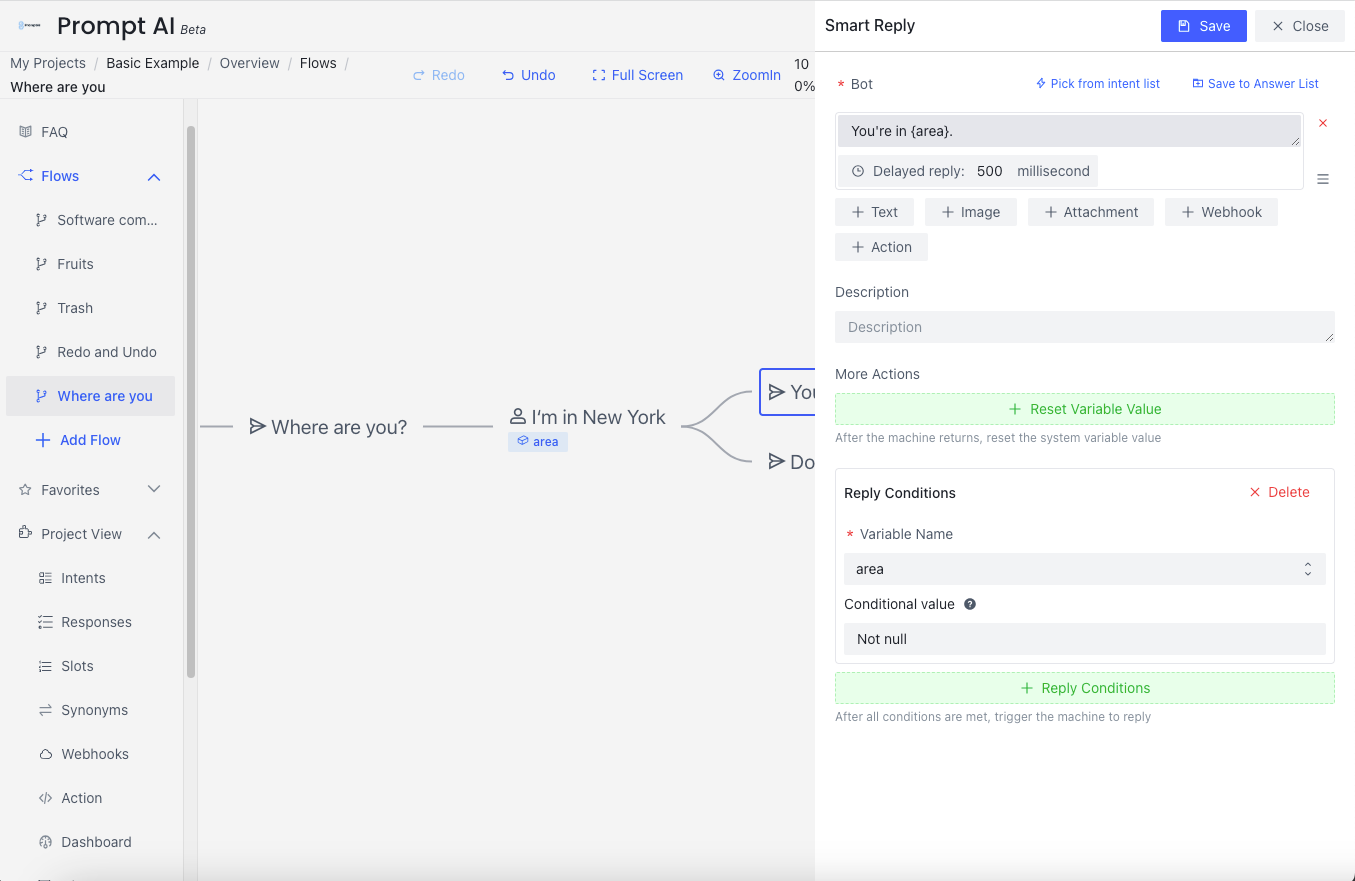 Prompt AI Beta
My Projects / Basic Example / Overview / Flows /
Where are you
Redo
Undo
Full Screen
ZoomIn
10
0%
FAQ
Flows
Software com...
Fruits
Trash
Redo and Undo
Where are you
Add Flow
Favorites
Project View
Intents
Responses
Slots
Synonyms
Webhooks
Action
Dashboard
Where are you?
I'm in New York
area
You
Do
Smart Reply
Save
Close
* Bot
Pick from intent list
Save to Answer List
You're in {area}.
Delayed reply: 500 millisecond
+ Text
+ Image
+ Attachment
+ Webhook
+ Action
Description
Description
More Actions
+ Reset Variable Value
After the machine returns, reset the system variable value
Reply Conditions
Delete
* Variable Name
area
Conditional value
Not null
+ Reply Conditions
After all conditions are met, trigger the machine to reply